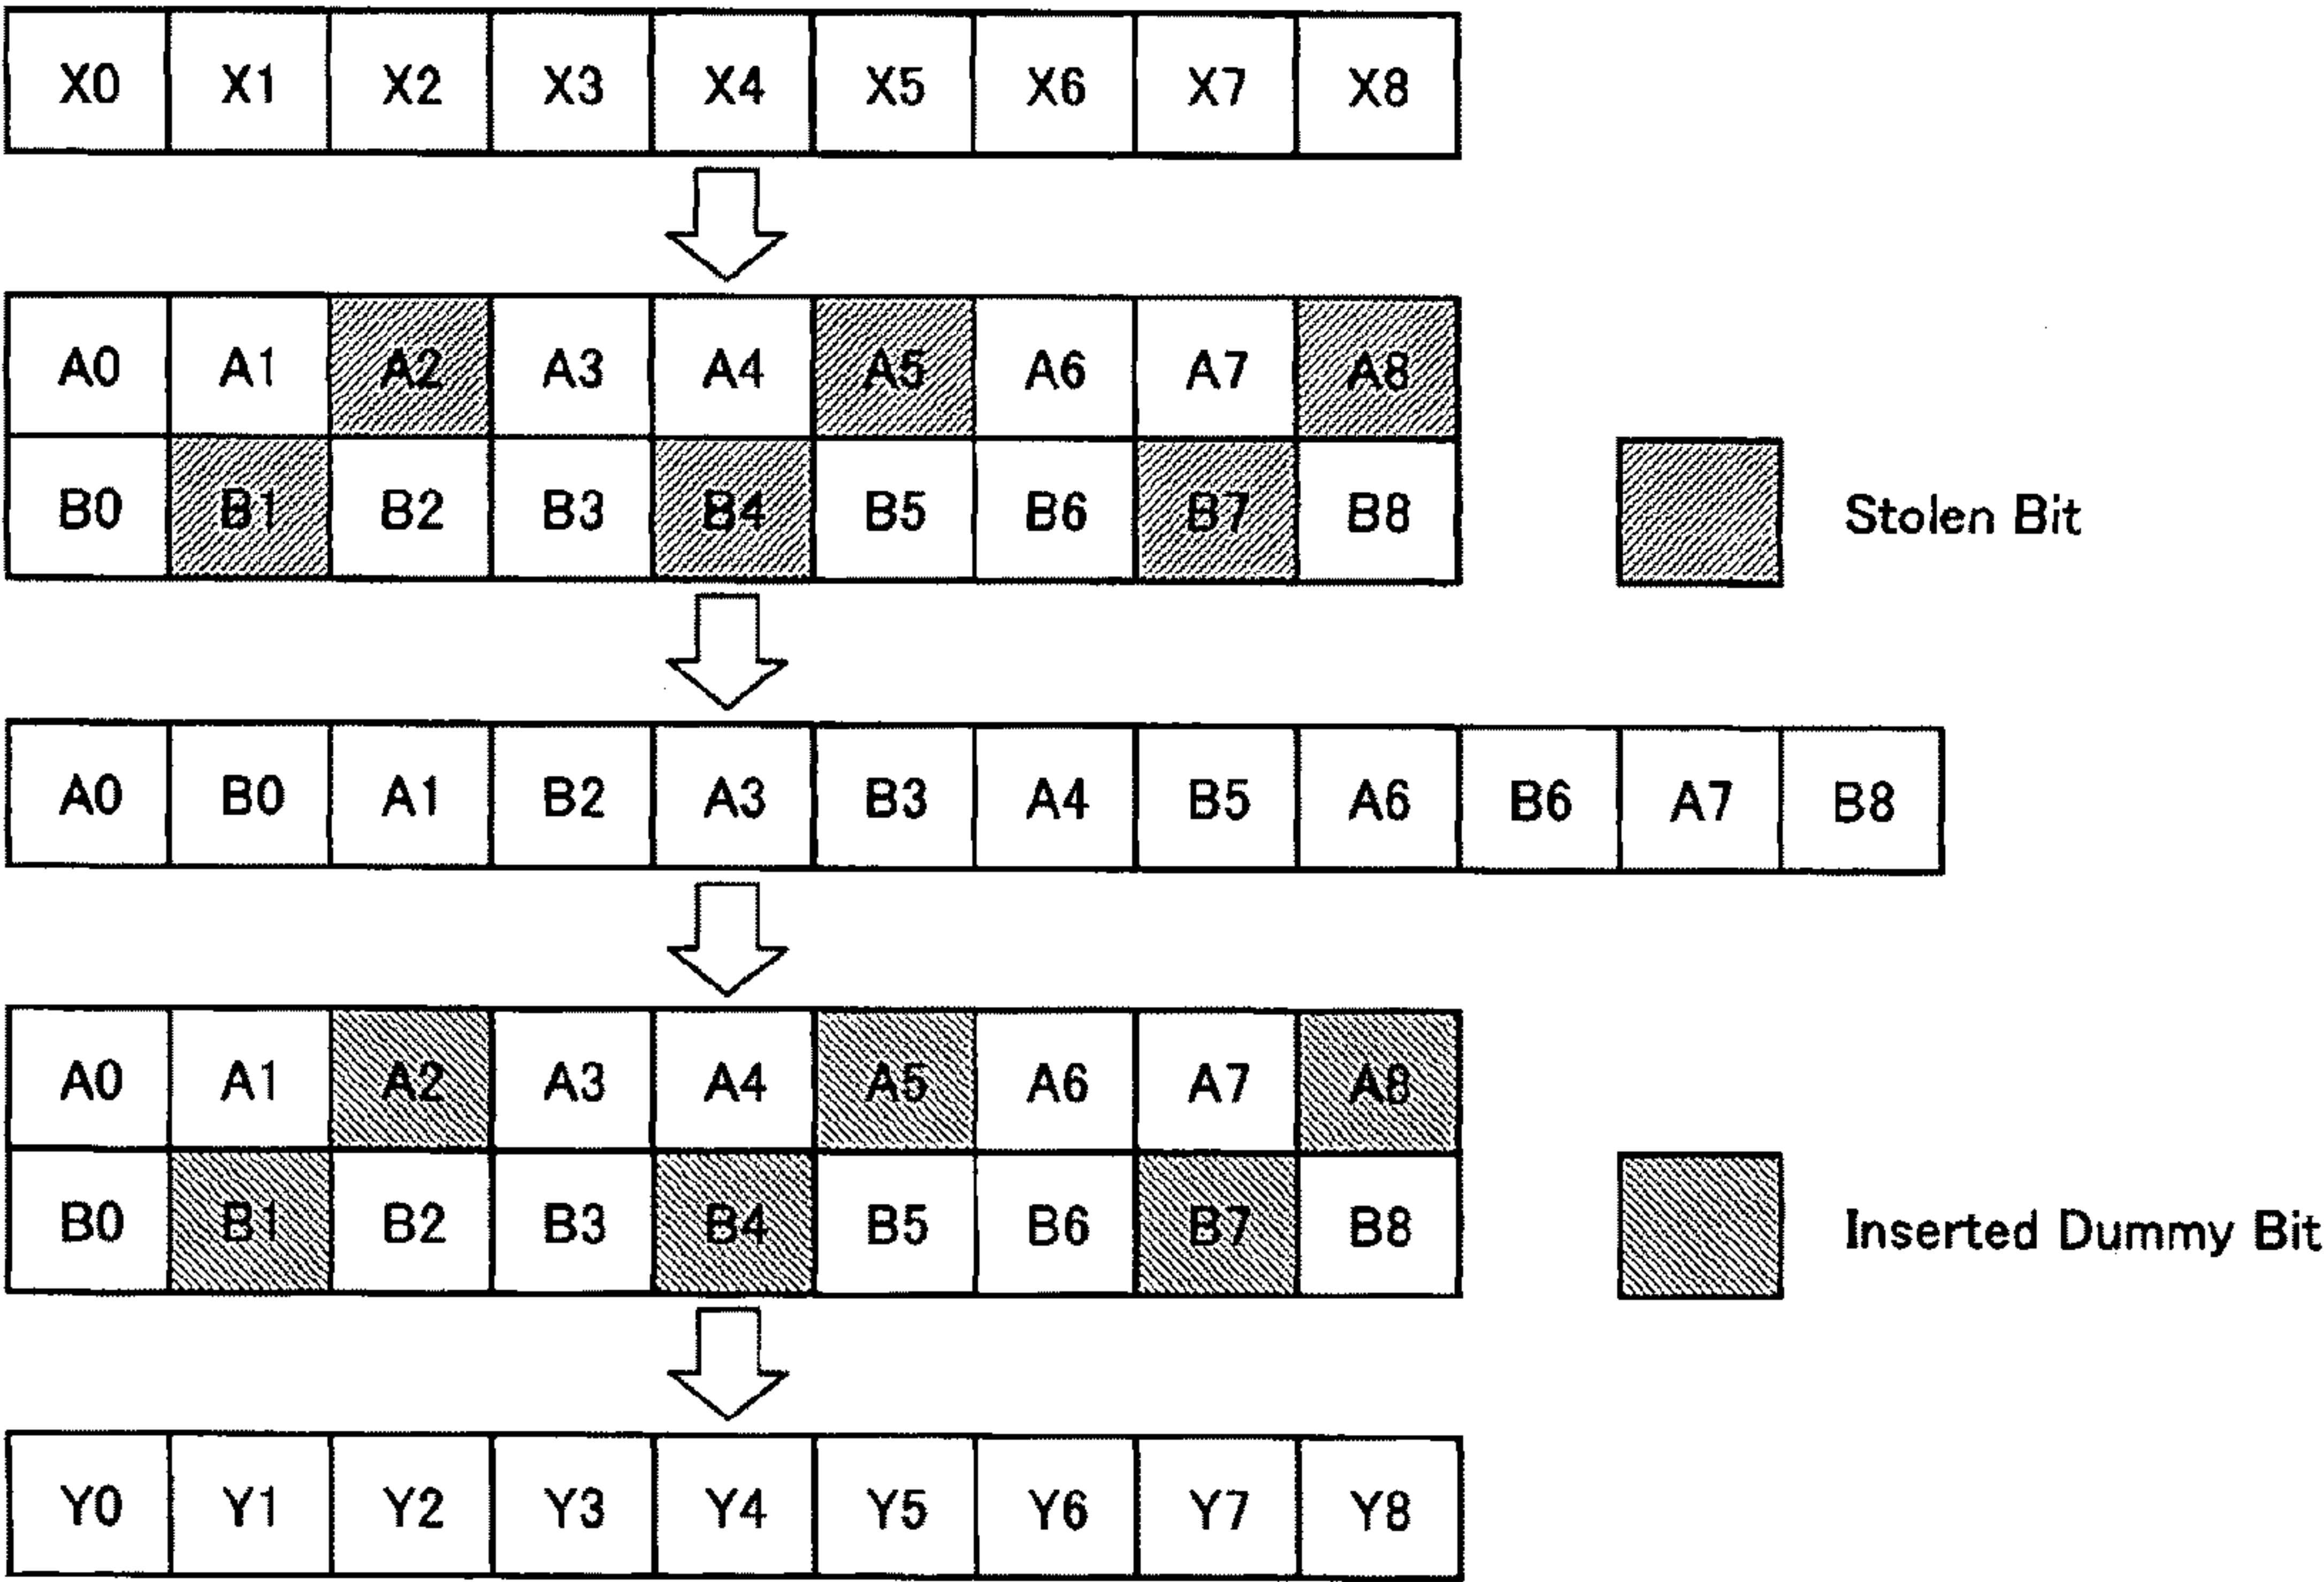 X0 X1 X2 X3 X4 X5 X6 X7 X8
A0 A1 A2 A3 A4 A5 A6 A7 A8
B0 B1 B2 B3 B4 B5 B6 B7 B8
Stolen Bit
A0 B0 A1 B2 A3 B3 A4 B5 A6 B6 A7 B8
A0 A1 A2 A3 A4 A5 A6 A7 A8
B0 B1 B2 B3 B4 B5 B6 B7 B8
Inserted Dummy Bit
Y0 Y1 Y2 Y3 Y4 Y5 Y6 Y7 Y8